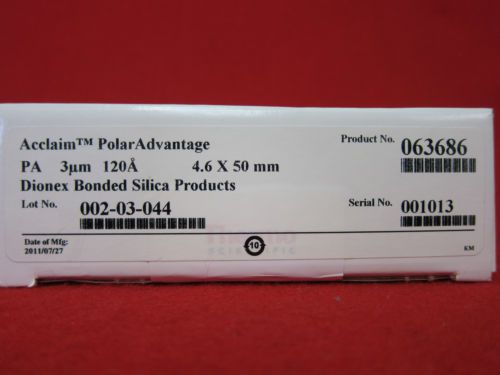 Acclaim™ PolarAdvantage
Product No. 063686
PA 3µm 120Å 4.6 X 50 mm
Dionex Bonded Silica Products
Lot No. 002-03-044
Serial No. 001013
Date of Mfg:
2011/07/27
10
SCIENTIFIC
KM